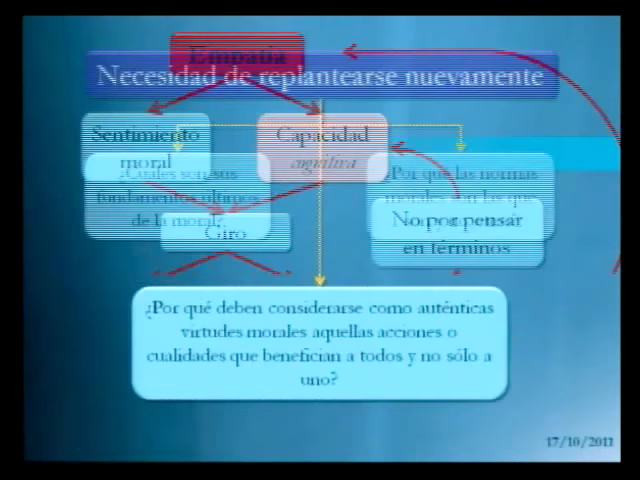 Empatía
Necesidad de replantearse nuevamente
Sentimiento
moral
Capacidad
cognitiva
¿Cuáles son sus
fundamentos últimos
de la moral?
¿Por qué las normas
morales son las que
Giro
No por pensar
en términos
¿Por qué deben considerarse como auténticas
virtudes morales aquellas acciones o
cualidades que benefician a todos y no sólo a
uno?
17/10/2011